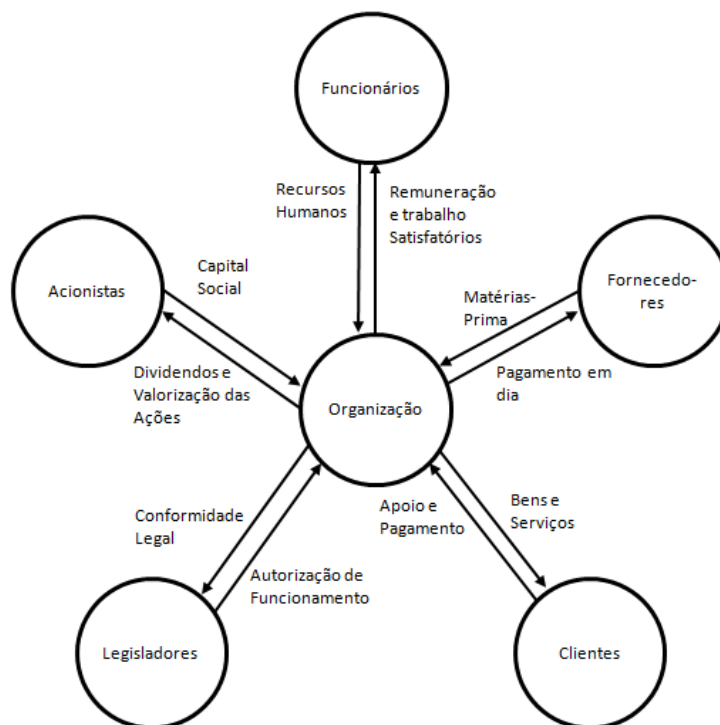 Funcionários
Recursos
Humanos
Remuneração
e trabalho
Satisfatórios
Acionistas
Capital
Social
Fornecedo-
res
Matérias-
Prima
Dividendos e
Valorização das
Ações
Organização
Pagamento em
dia
Conformidade
Legal
Apoio e
Pagamento
Bens e
Serviços
Autorização de
Funcionamento
Legisladores
Clientes